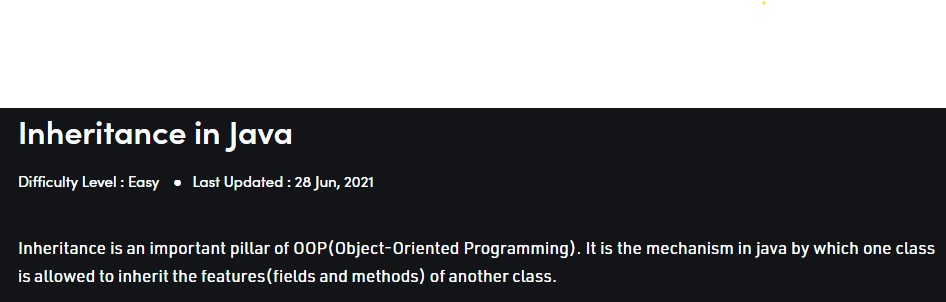 Inheritance in Java
Difficulty Level : Easy ● Last Updated : 28 Jun, 2021
Inheritance is an important pillar of OOP(Object-Oriented Programming). It is the mechanism in java by which one class
is allowed to inherit the features(fields and methods) of another class.